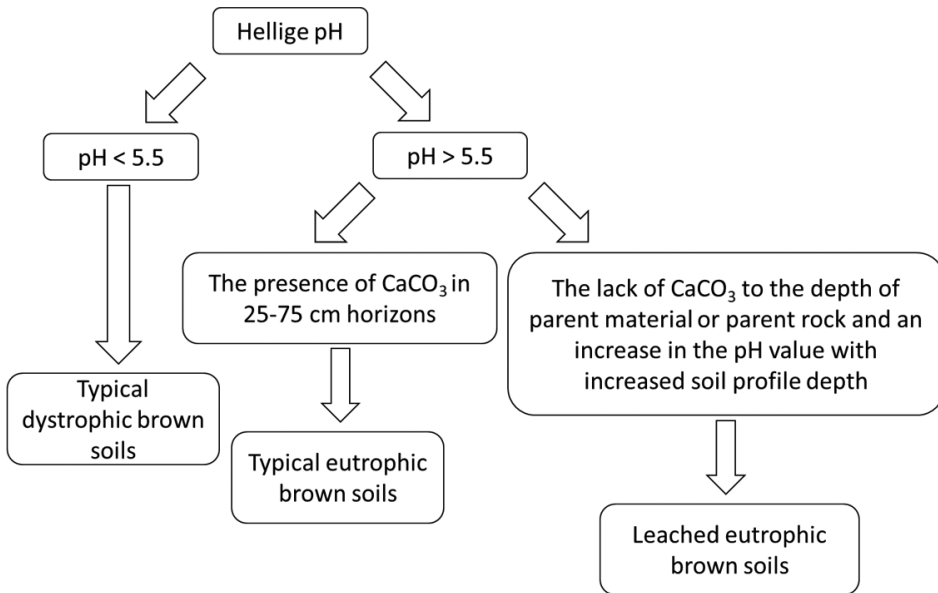 Hellige pH
pH < 5.5
pH > 5.5
The presence of CaCO₃ in
25-75 cm horizons
The lack of CaCO₃ to the depth of
parent material or parent rock and an
increase in the pH value with
increased soil profile depth
Typical
dystrophic brown
soils
Typical eutrophic
brown soils
Leached eutrophic
brown soils